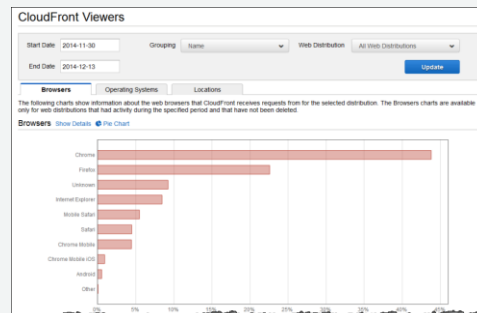 CloudFront Viewers
Start Date 2014-11-30 Grouping Name Web Distribution All Web Distributions
End Date 2014-12-13 Update
Browsers Operating Systems Locations
The following charts show information about the web browsers that CloudFront receives requests from for the selected distribution. The Browsers charts are available
only for web distributions that had activity during the specified period and that have not been deleted.
Browsers Show Details Pie Chart
Chrome
Firefox
Unknown
Internet Explorer
Mobile Safari
Safari
Chrome Mobile
Chrome Mobile iOS
Android
Other
0% 5% 10% 15% 20% 25% 30% 35% 40% 45%